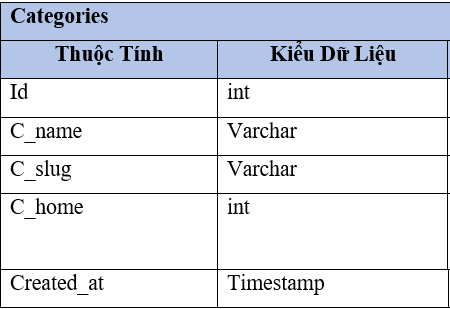 Categories
Thuộc Tính Kiểu Dữ Liệu
Id int
C_name Varchar
C_slug Varchar
C_home int
Created_at Timestamp